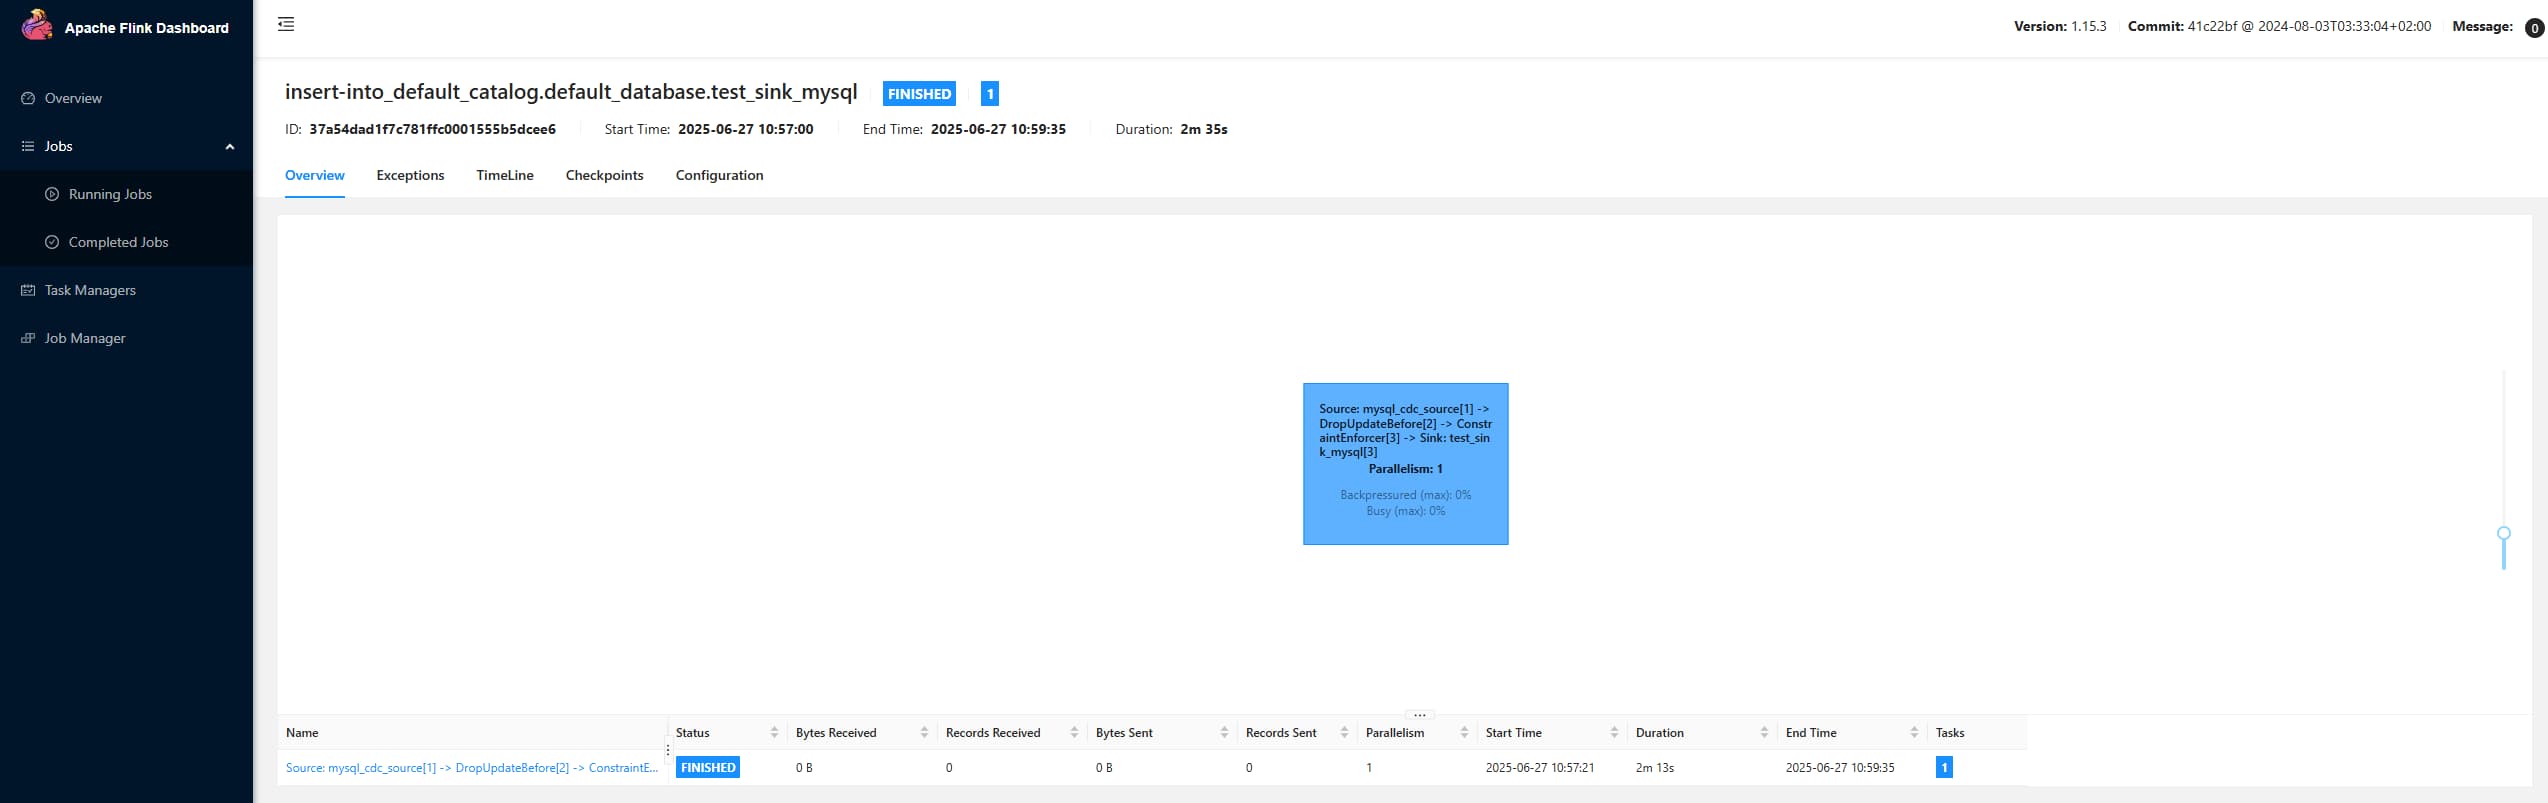 Apache Flink Dashboard
Version: 1.15.3 Commit: 41c22bf @ 2024-08-03T03:33:04+02:00 Message: 0
Overview
Jobs
Running Jobs
Completed Jobs
Task Managers
Job Manager
insert-into_default_catalog.default_database.test_sink_mysql FINISHED 1
ID: 37a54dad1f7c781ffc0001555b5dcee6 Start Time: 2025-06-27 10:57:00 End Time: 2025-06-27 10:59:35 Duration: 2m 35s
Overview Exceptions TimeLine Checkpoints Configuration
Source: mysql_cdc_source[1] ->
DropUpdateBefore[2] -> Constr
aintEnforcer[3] -> Sink: test_sin
k_mysql[3]
Parallelism: 1
Backpressured (max): 0%
Busy (max): 0%
Name Status Bytes Received Records Received Bytes Sent Records Sent Parallelism Start Time Duration End Time Tasks
Source: mysql_cdc_source[1] -> DropUpdateBefore[2] -> ConstraintE... FINISHED 0 B 0 0 B 0 1 2025-06-27 10:57:21 2m 13s 2025-06-27 10:59:35 1